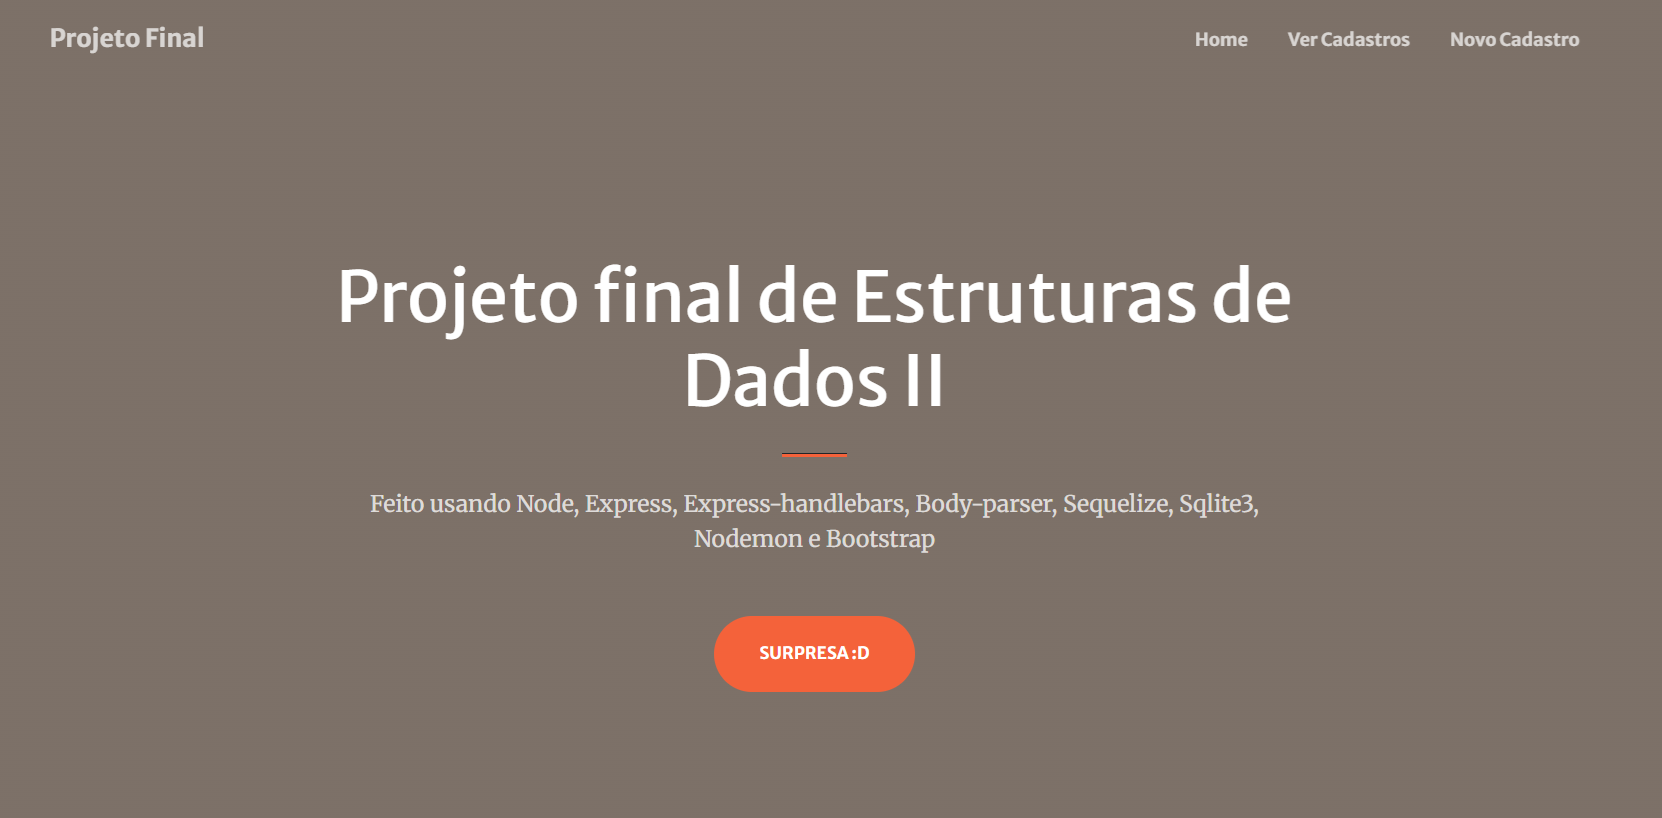 Projeto Final
Home
Ver Cadastros
Novo Cadastro
Projeto final de Estruturas de
Dados II
Feito usando Node, Express, Express-handlebars, Body-parser, Sequelize, Sqlite3,
Nodemon e Bootstrap
SURPRESA :D